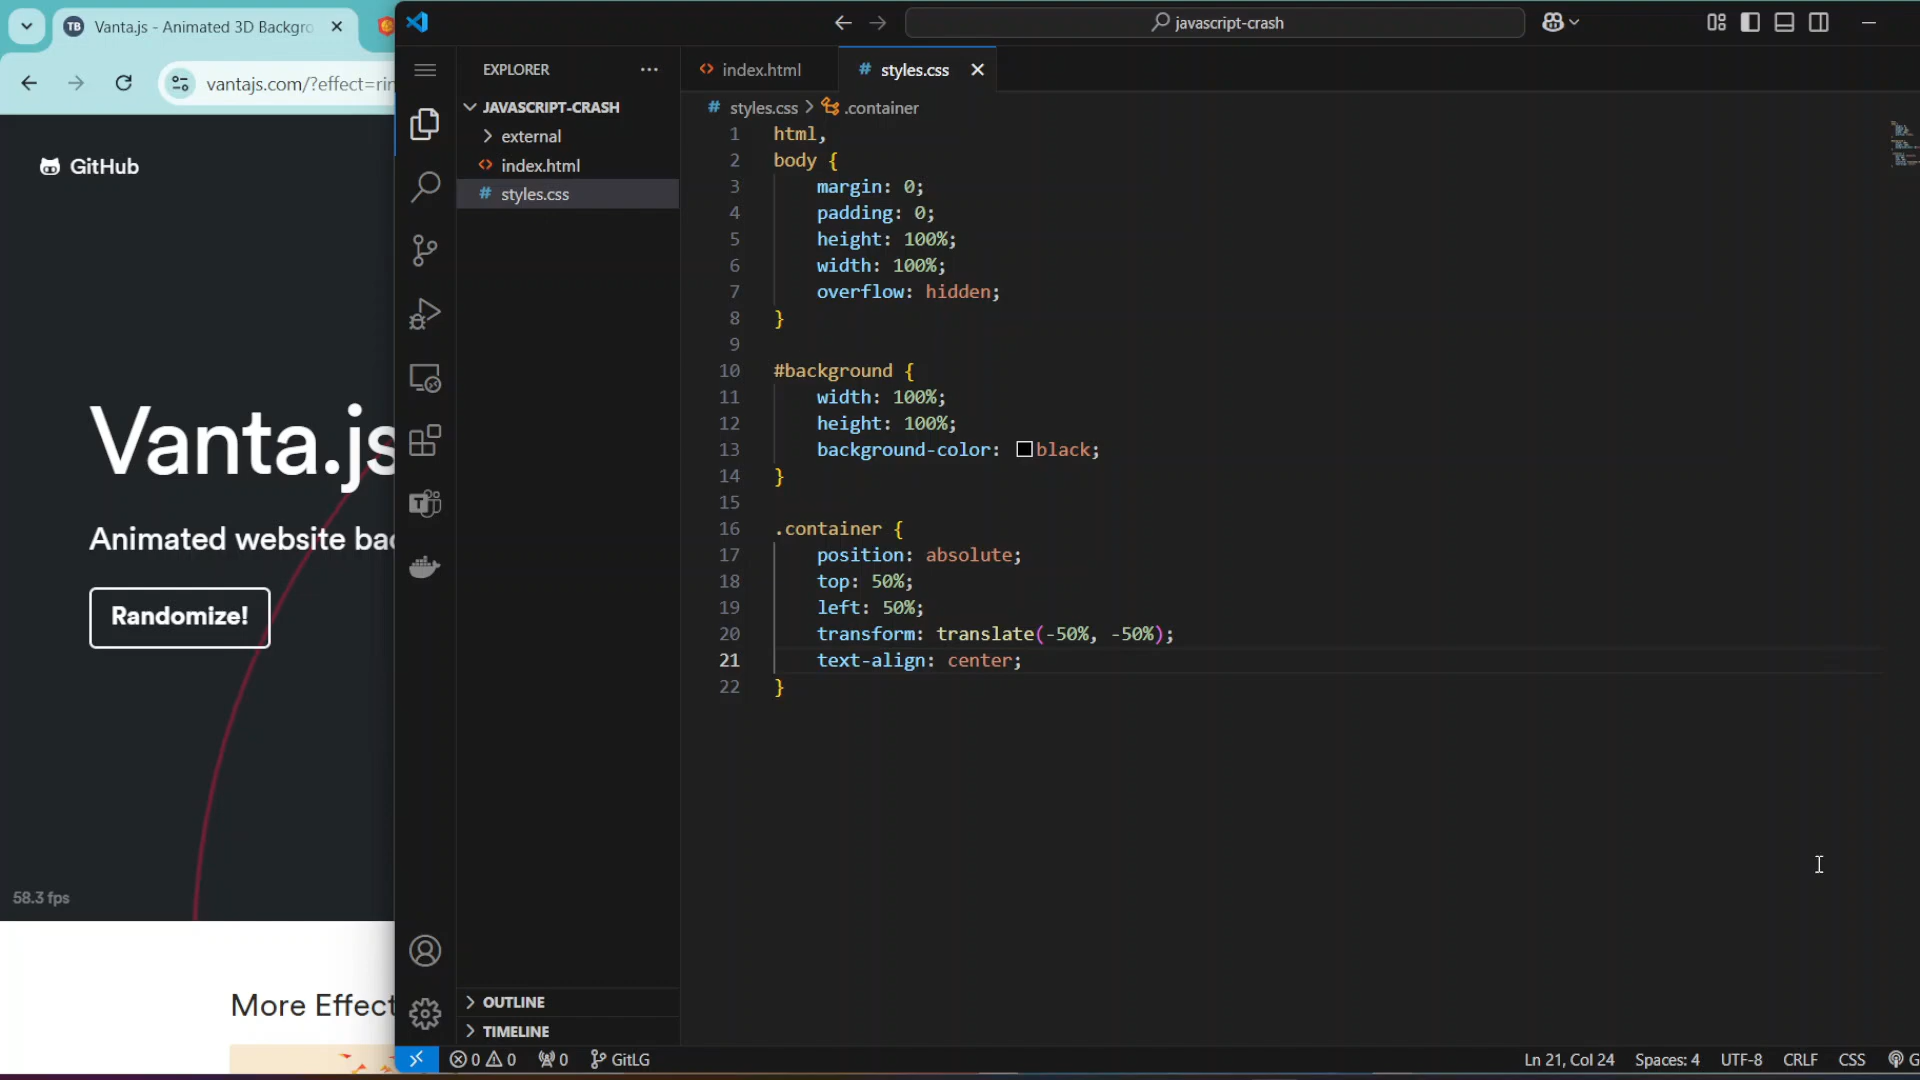 TB Vanta.js - Animated 3D Backgro
vantajs.com/?effect=rin
GitHub
Vanta.js
Animated website bac
Randomize!
58.3 fps
More Effect
javascript-crash
EXPLORER
JAVASCRIPT-CRASH
external
<> index.html
# styles.css
OUTLINE
TIMELINE
<> index.html
# styles.css
# styles.css > .container
1 html,
2 body {
3 margin: 0;
4 padding: 0;
5 height: 100%;
6 width: 100%;
7 overflow: hidden;
8 }
9
10 #background {
11 width: 100%;
12 height: 100%;
13 background-color: black;
14 }
15
16 .container {
17 position: absolute;
18 top: 50%;
19 left: 50%;
20 transform: translate(-50%, -50%);
21 text-align: center;
22 }
0 0 0 GitLG
Ln 21, Col 24 Spaces: 4 UTF-8 CRLF CSS G